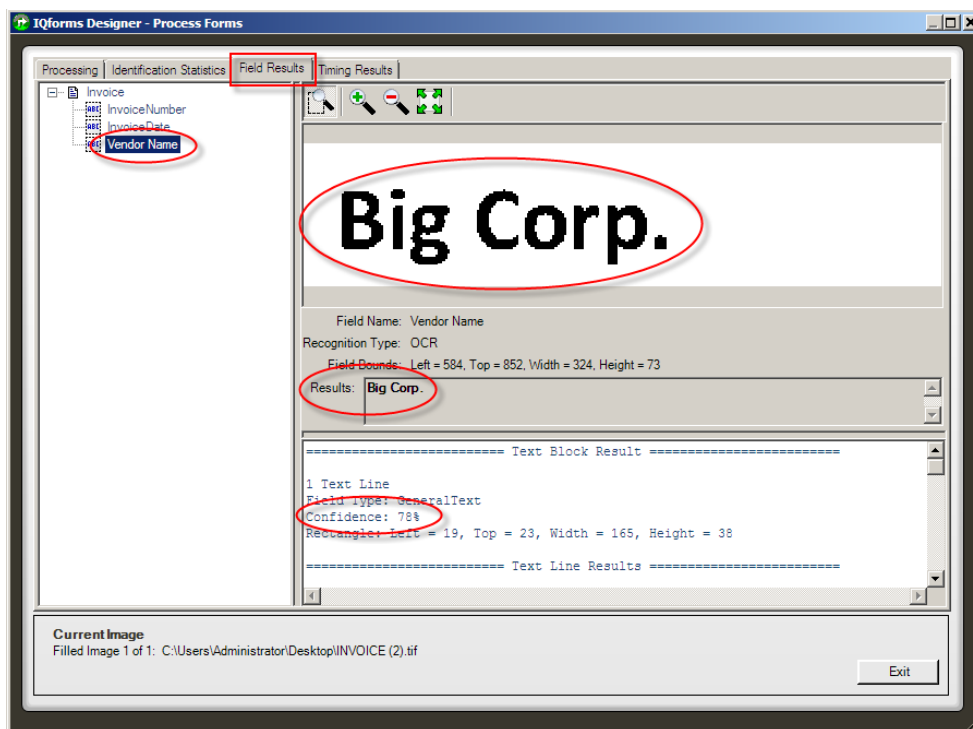 IQforms Designer - Process Forms
Processing Identification Statistics Field Results Timing Results
Invoice
InvoiceNumber
InvoiceDate
Vendor Name
Big Corp.
Field Name: Vendor Name
Recognition Type: OCR
Field Bounds: Left = 584, Top = 852, Width = 324, Height = 73
Results: Big Corp.
========================== Text Block Result =========================
1 Text Line
Field Type: GeneralText
Confidence: 78%
Rectangle: Left = 19, Top = 23, Width = 165, Height = 38
========================== Text Line Results =========================
Current Image
Filled Image 1 of 1: C:\Users\Administrator\Desktop\INVOICE (2).tif
Exit